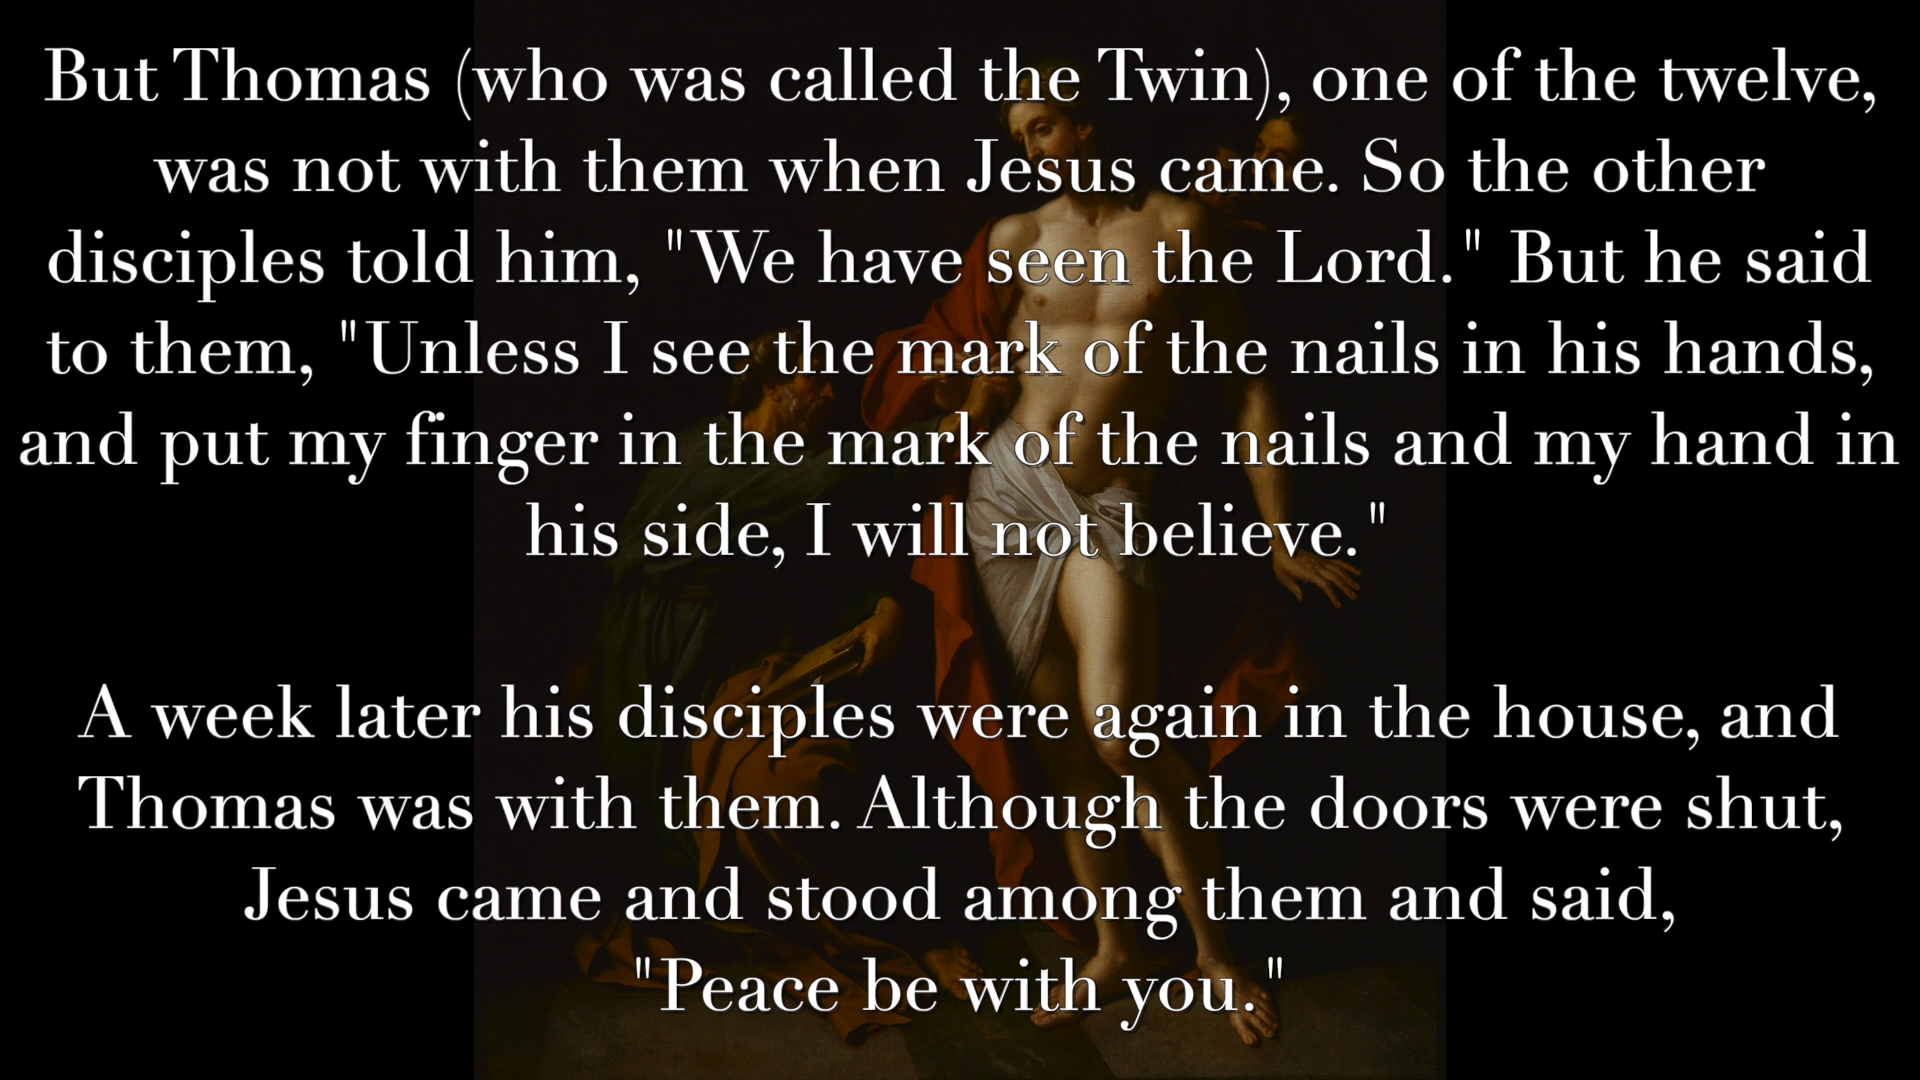 But Thomas (who was called the Twin), one of the twelve,
was not with them when Jesus came. So the other
disciples told him, "We have seen the Lord." But he said
to them, "Unless I see the mark of the nails in his hands,
and put my finger in the mark of the nails and my hand in
his side, I will not believe."
A week later his disciples were again in the house, and
Thomas was with them. Although the doors were shut,
Jesus came and stood among them and said,
"Peace be with you."